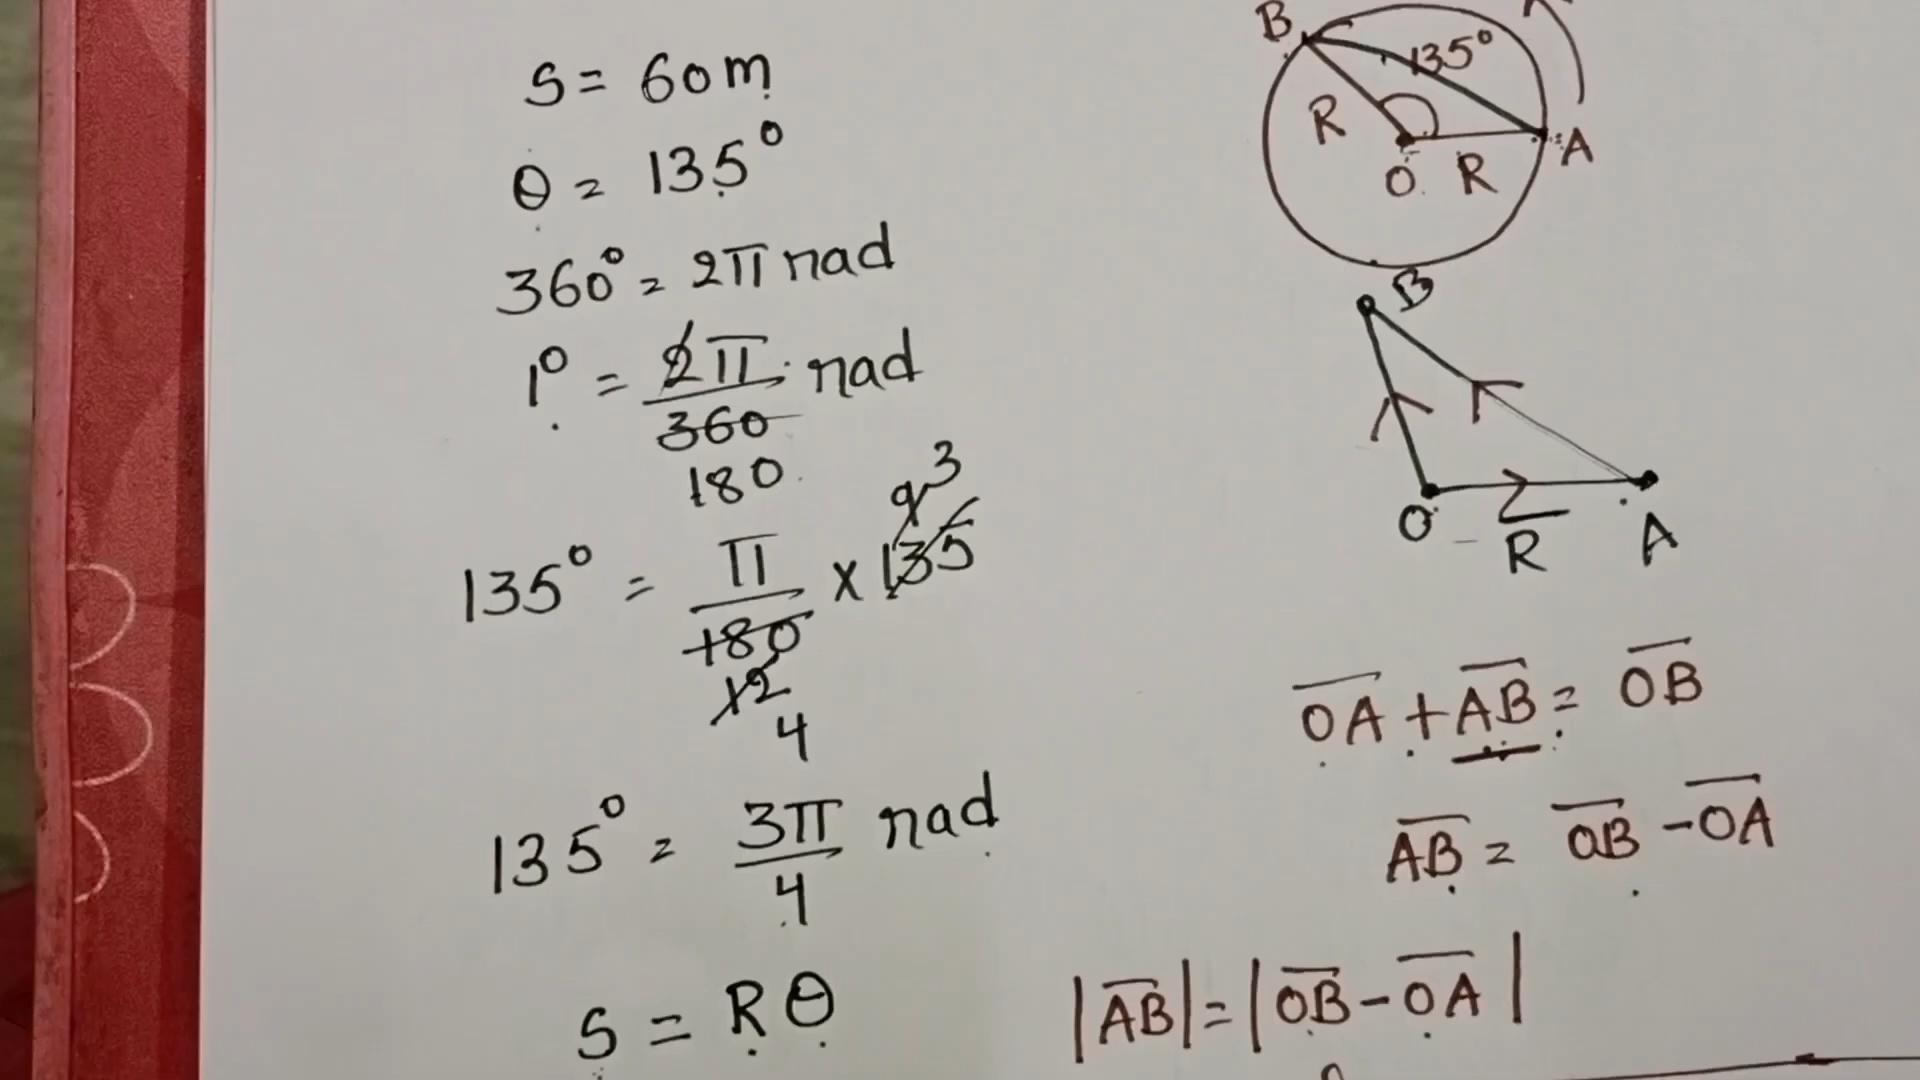 S = 60m
θ = 135°
360° = 2π rad
1° = 2π/360 rad
180
135° = π/180 × 135
9 3
12
4
135° = 3π/4 rad
S = Rθ
B
135°
R
O
R
A
B
O
R
A
OA + AB = OB
AB = OB - OA
|AB| = |OB - OA|